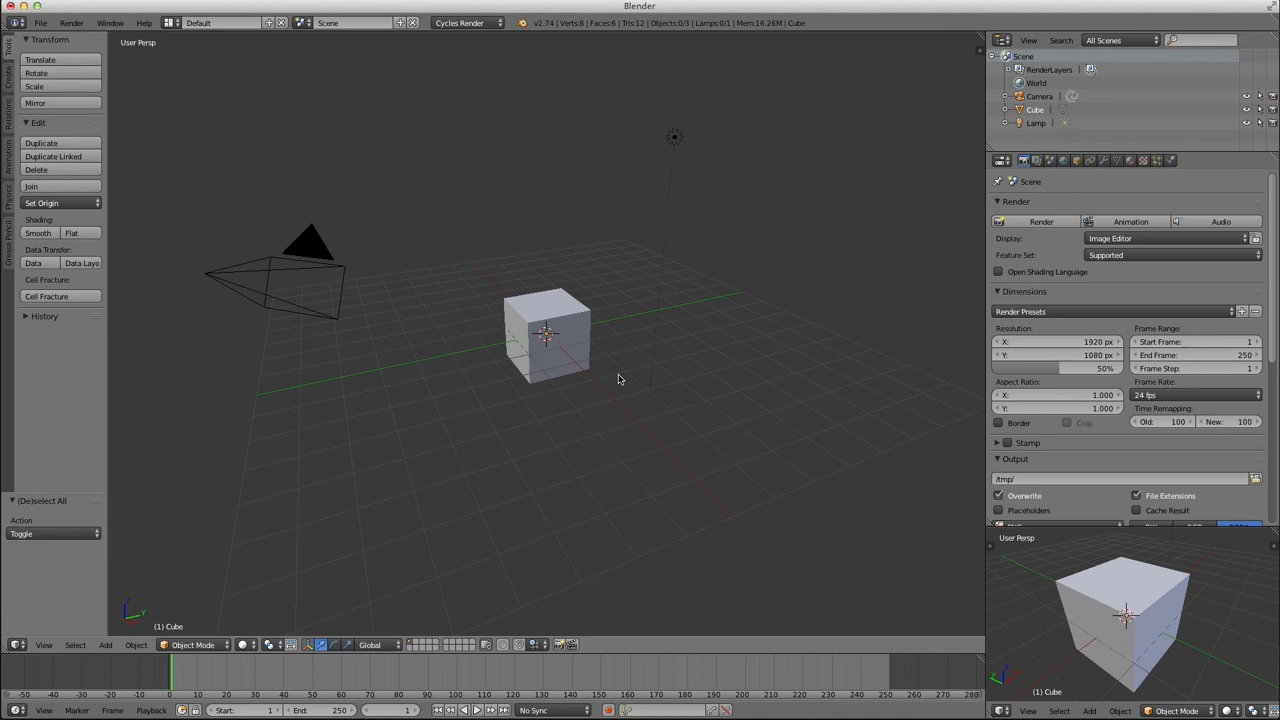 Blender
File Render Window Help Default Scene Cycles Render v2.74 | Verts:8 | Faces:6 | Tris:12 | Objects:0/3 | Lamps:0/1 | Mem:16.26M | Cube
Tools
Create
Relations
Animation
Physics
Grease Pencil
Transform
Translate
Rotate
Scale
Mirror
Edit
Duplicate
Duplicate Linked
Delete
Join
Set Origin
Shading:
Smooth Flat
Data Transfer:
Data Data Layo
Cell Fracture:
Cell Fracture
History
(De)select All
Action
Toggle
User Persp
z
y
(1) Cube
View Select Add Object Object Mode Global
-50 -40 -30 -20 -10 0 10 20 30 40 50 60 70 80 90 100 110 120 130 140 150 160 170 180 190 200 210 220 230 240 250 260 270 280
View Marker Frame Playback Start: 1 End: 250 1 No Sync
View Search All Scenes
Scene
RenderLayers |
World
Camera |
Cube |
Lamp |
Scene
Render
Render Animation Audio
Display: Image Editor
Feature Set: Supported
Open Shading Language
Dimensions
Render Presets
Resolution: Frame Range:
X: 1920 px Start Frame: 1
Y: 1080 px End Frame: 250
50% Frame Step: 1
Aspect Ratio: Frame Rate:
X: 1.000 24 fps
Y: 1.000 Time Remapping:
Border Crop Old: 100 New: 100
Stamp
Output
/tmp/
Overwrite File Extensions
Placeholders Cache Result
User Persp
(1) Cube
View Select Add Object Object Mode